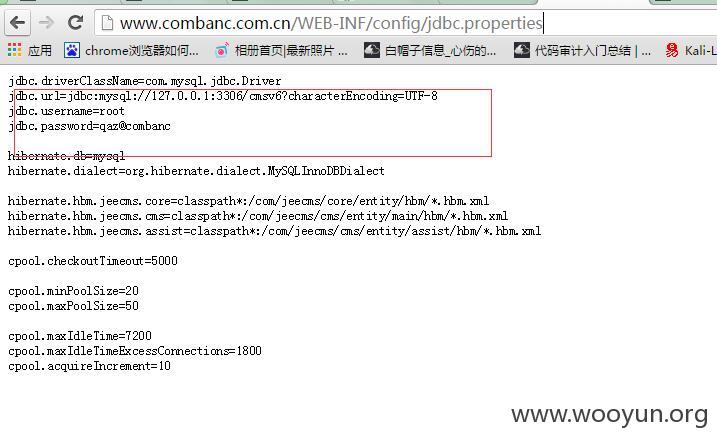 www.combanc.com.cn/WEB-INF/config/jdbc.properties
应用 chrome浏览器如何... 相册首页|最新照片 ... 白帽子信息_心伤的... 代码审计入门总结 | ... Kali-L
jdbc.driverClassName=com.mysql.jdbc.Driver
jdbc.url=jdbc:mysql://127.0.0.1:3306/cmsv6?characterEncoding=UTF-8
jdbc.username=root
jdbc.password=qaz@combanc
hibernate.db=mysql
hibernate.dialect=org.hibernate.dialect.MySQLInnoDBDialect
hibernate.hbm.jeecms.core=classpath*:/com/jeecms/core/entity/hbm/*.hbm.xml
hibernate.hbm.jeecms.cms=classpath*:/com/jeecms/cms/entity/main/hbm/*.hbm.xml
hibernate.hbm.jeecms.assist=classpath*:/com/jeecms/cms/entity/assist/hbm/*.hbm.xml
cpool.checkoutTimeout=5000
cpool.minPoolSize=20
cpool.maxPoolSize=50
cpool.maxIdleTime=7200
cpool.maxIdleTimeExcessConnections=1800
cpool.acquireIncrement=10
www.wooyun.org